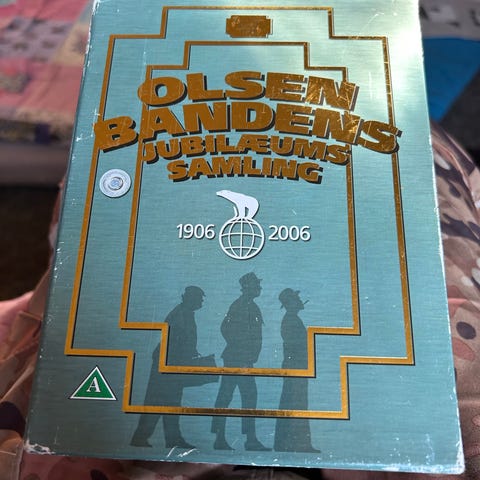 OLSEN
BANDENS
JUBILÆUMS
SAMLING
1906 2006
A